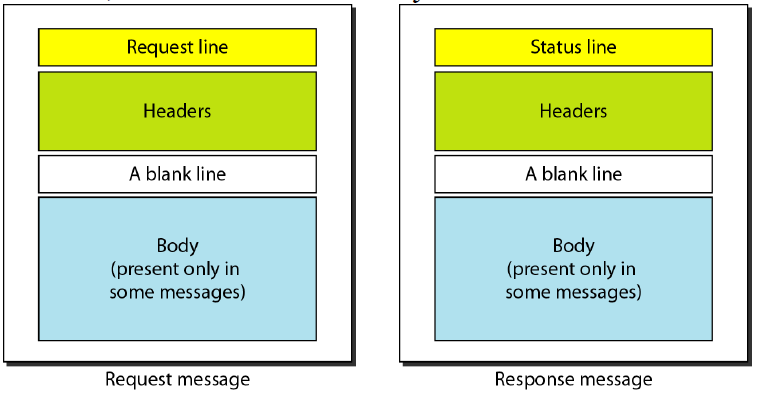 Request line
Headers
A blank line
Body
(present only in
some messages)
Request message
Status line
Headers
A blank line
Body
(present only in
some messages)
Response message